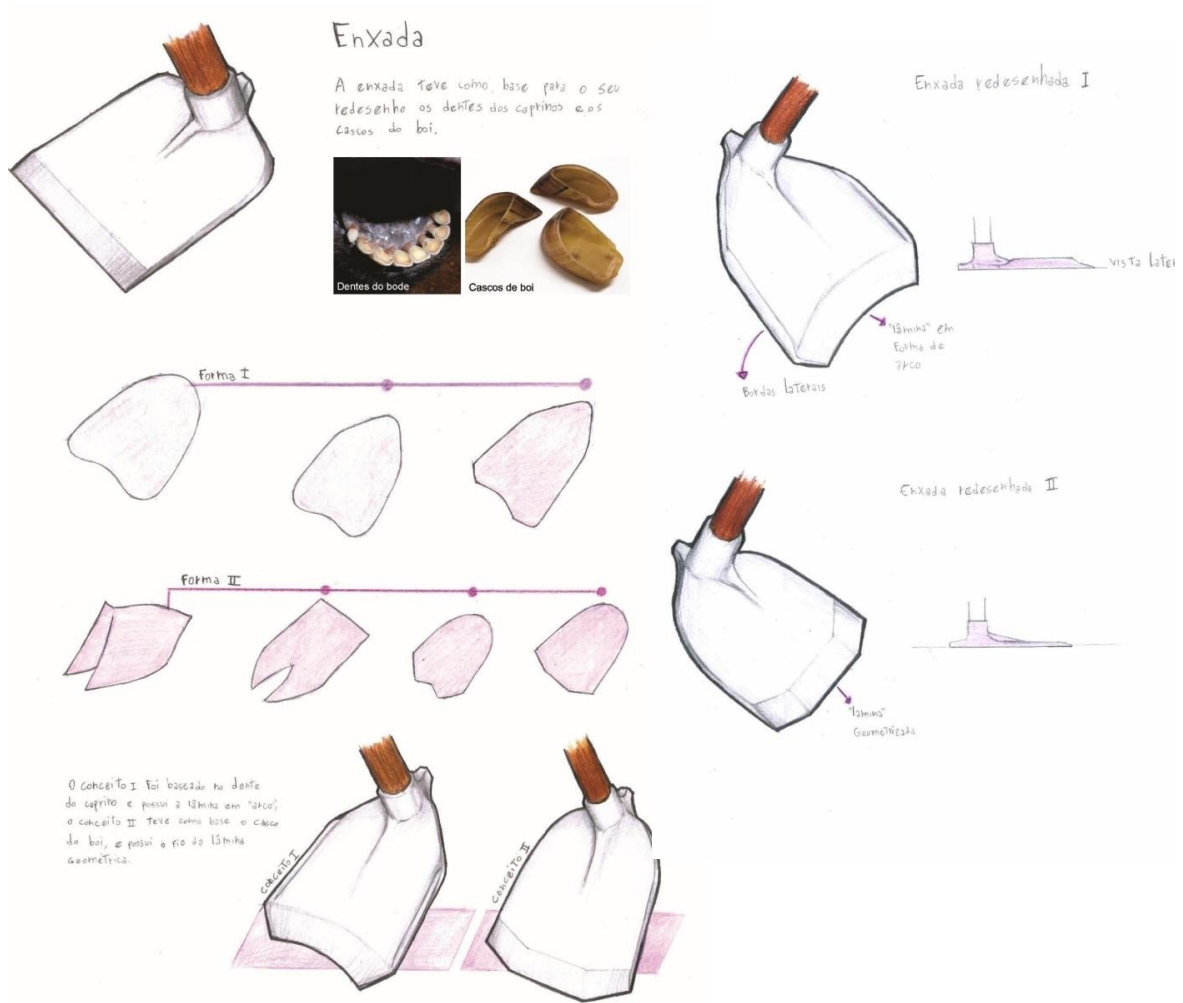 Enxada
A enxada teve como base para o seu
redesenho os dentes dos caprinos e os
cascos do boi.
Dentes do bode
Cascos de boi
Forma I
Forma II
O conceito I foi baseado no dente
do caprino e possui a lâmina em "arco",
o conceito II teve como base o casco
do boi, e possui o fio da lâmina
geométrica.
conceito I
conceito II
Enxada redesenhada I
vista later
"lâmina" em
forma de
arco
Bordas laterais
Enxada redesenhada II
"lâmina"
Geometrizada